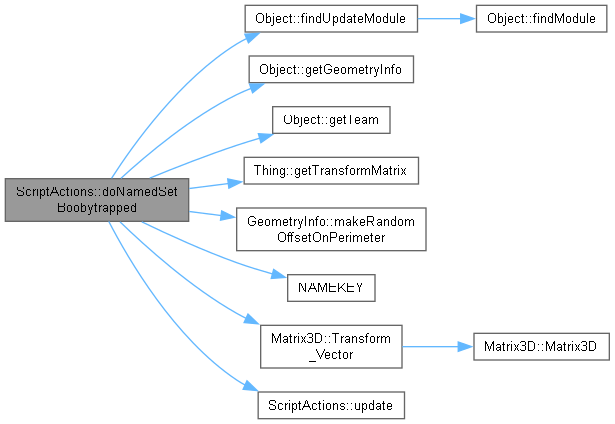 Object::findUpdateModule
Object::findModule
Object::getGeometryInfo
Object::getTeam
Thing::getTransformMatrix
ScriptActions::doNamedSet
Boobytrapped
GeometryInfo::makeRandom
OffsetOnPerimeter
NAMEKEY
Matrix3D::Transform
_Vector
Matrix3D::Matrix3D
ScriptActions::update